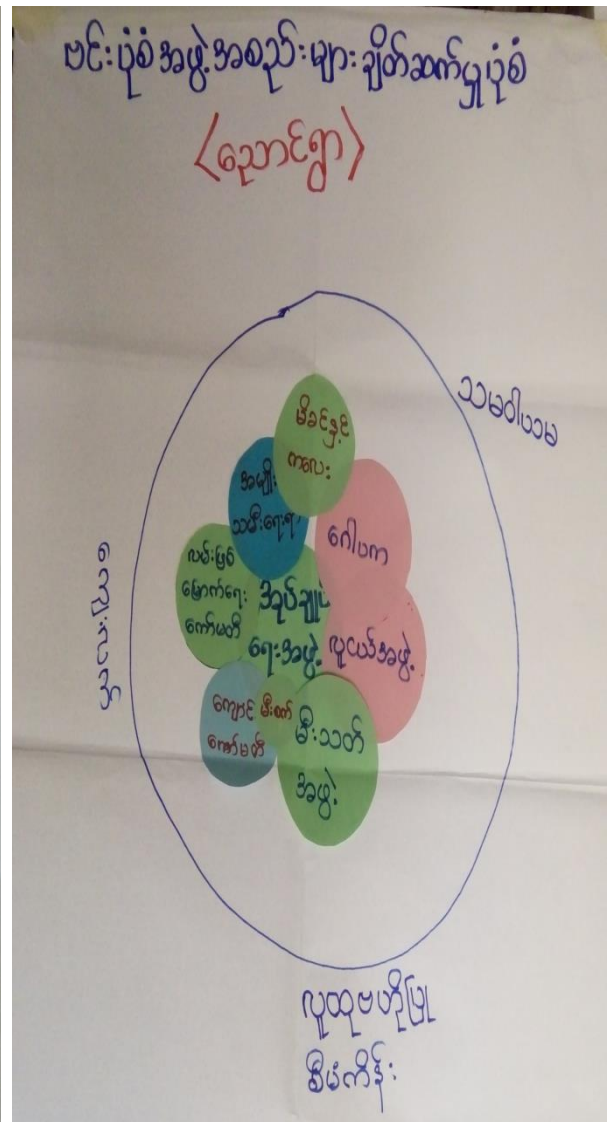 ဗင်းပုံစံအဖွဲ့အစည်းများချိတ်ဆက်မှုပုံစံ
<ညောင်ရွာ>
သမဝါယမ
မိခင်နှင့်
ကလေး
အမျိုး
သမီးရေးရာ
ဂေါပက
လမ်းဖြစ်
မြောက်ရေး
ကော်မတီ
အုပ်ချုပ်
ရေးအဖွဲ့
လူငယ်အဖွဲ့
ကျောင်း
ကော်မတီ
မီးသတ်
အဖွဲ့
လူထုဗဟိုပြု
စီမံကိန်း